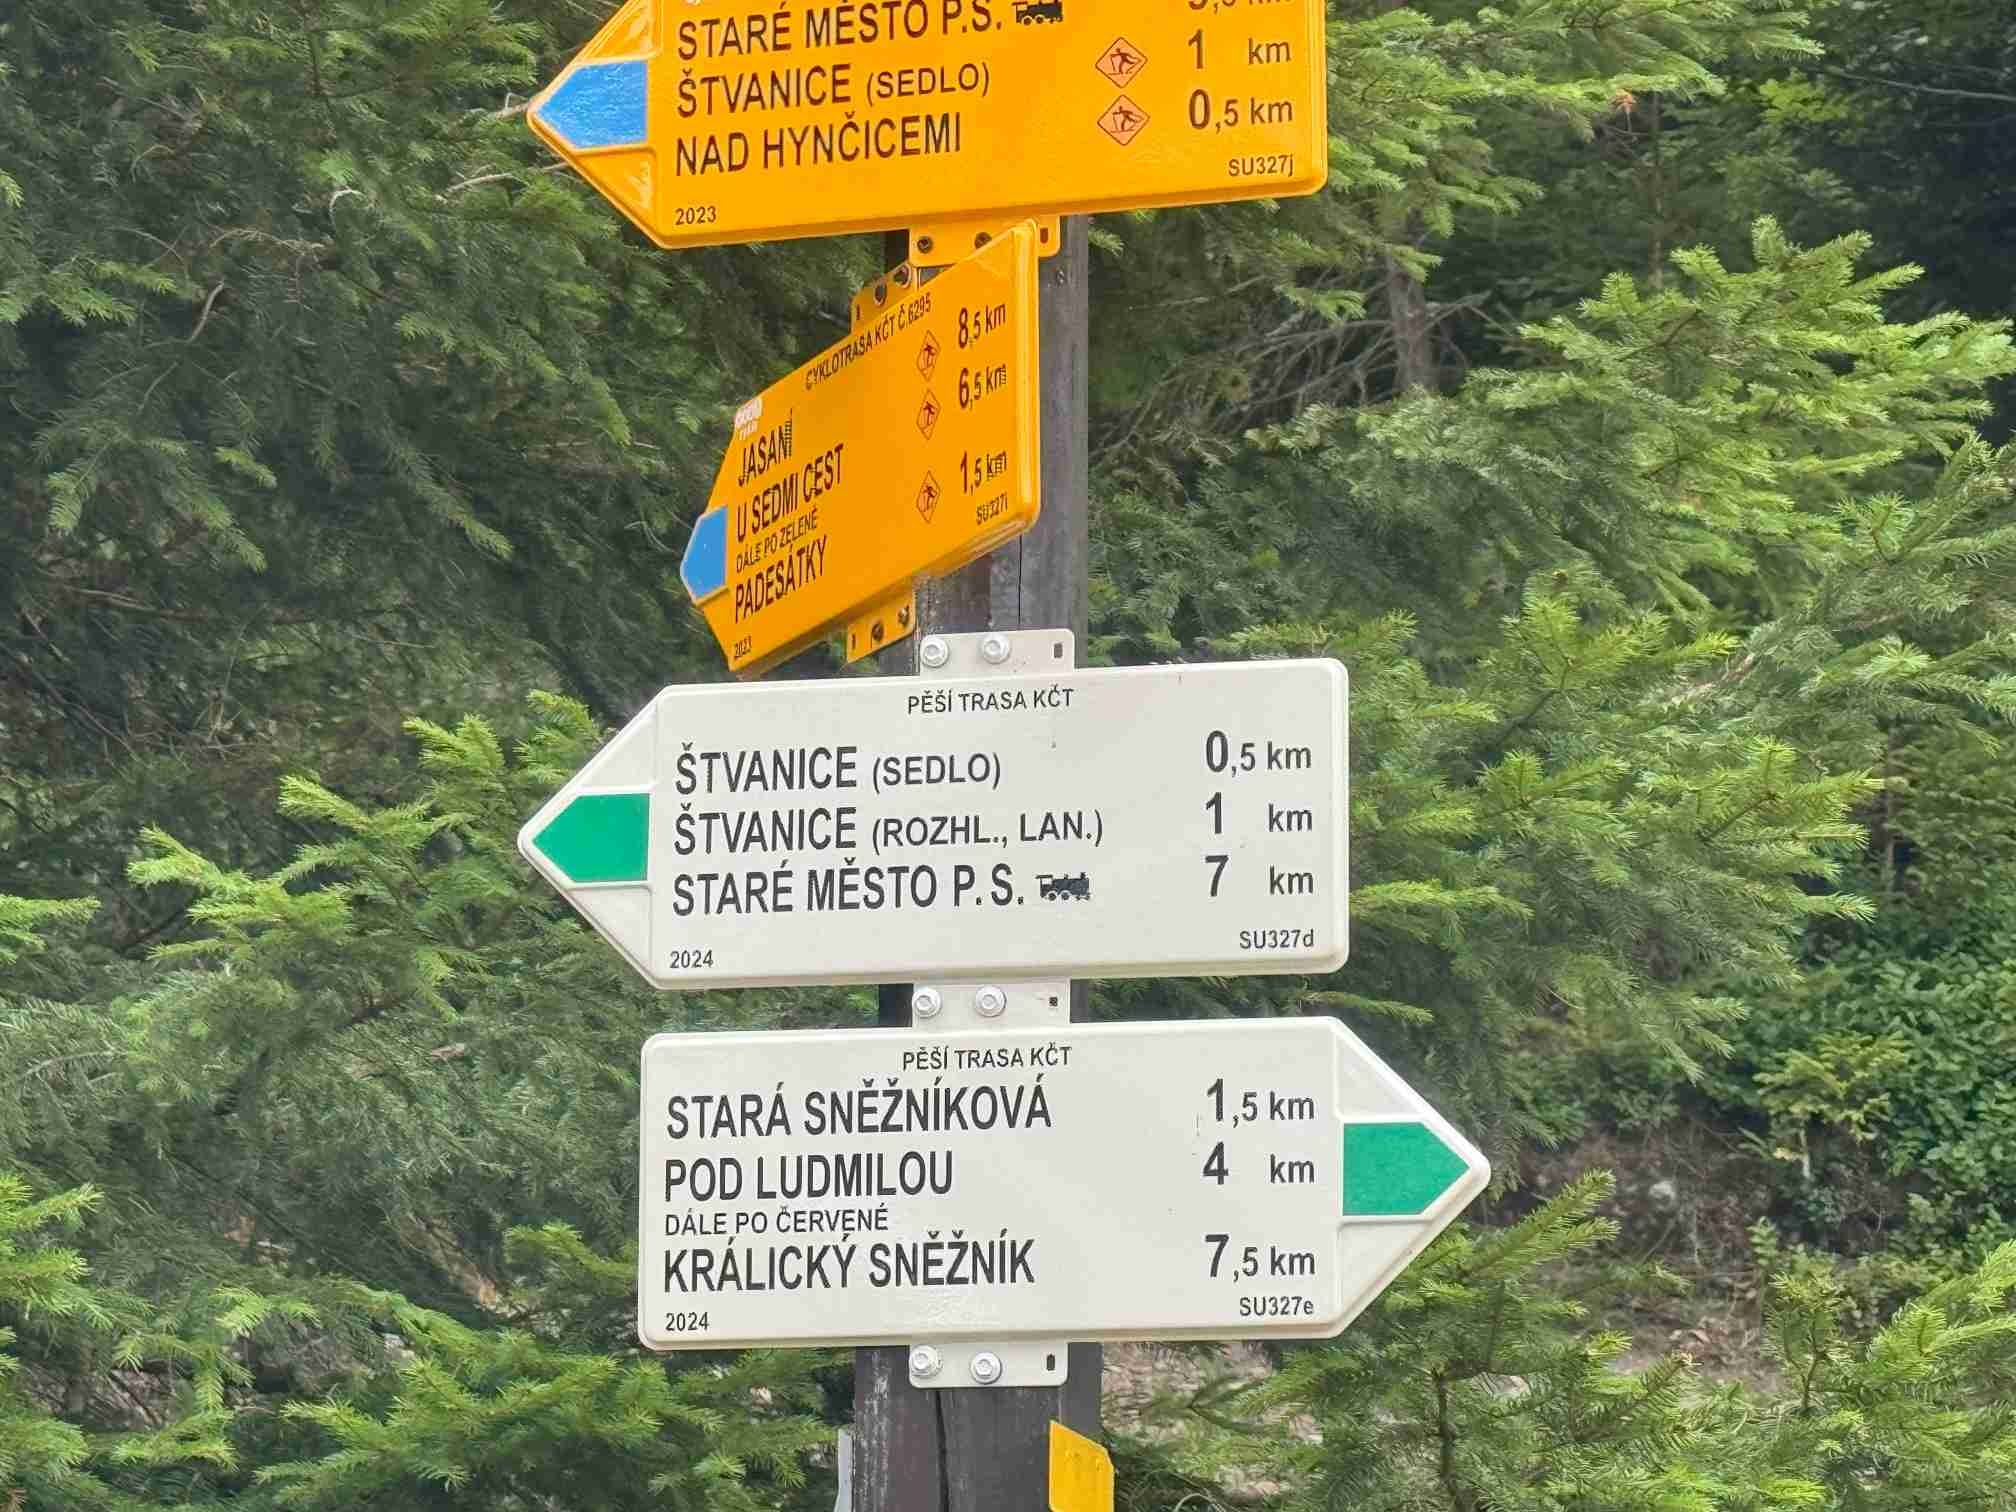 STARÉ MĚSTO P.S. km
ŠTVANICE (SEDLO) 1 km
NAD HYNČICEMI 0,5 km
SU327j
2023
CYKLOTRASA KČT Č.6295
JASANÍ 8,5 km
U SEDMI CEST 6,5 km
DÁLE PO ZELENÉ
PADESÁTKY 1,5 km
SU327i
2023
PĚŠÍ TRASA KČT
ŠTVANICE (SEDLO) 0,5 km
ŠTVANICE (ROZHL., LAN.) 1 km
STARÉ MĚSTO P. S. 7 km
SU327d
2024
PĚŠÍ TRASA KČT
STARÁ SNĚŽNÍKOVÁ 1,5 km
POD LUDMILOU 4 km
DÁLE PO ČERVENÉ
KRÁLICKÝ SNĚŽNÍK 7,5 km
SU327e
2024